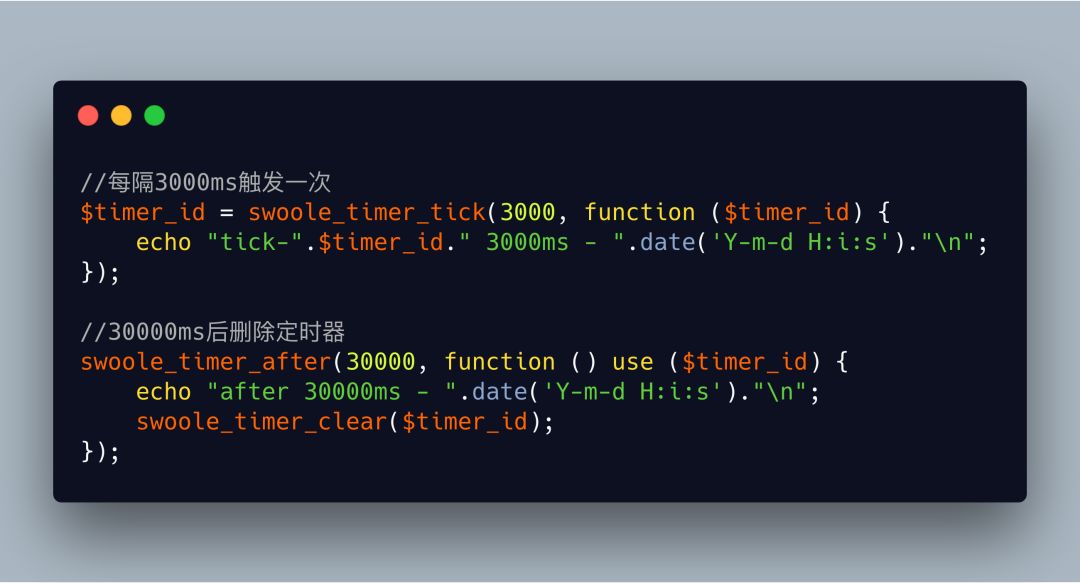 //每隔3000ms触发一次
$timer_id = swoole_timer_tick(3000, function ($timer_id) {
    echo "tick-".$timer_id." 3000ms - ".date('Y-m-d H:i:s')."\n";
});

//30000ms后删除定时器
swoole_timer_after(30000, function () use ($timer_id) {
    echo "after 30000ms - ".date('Y-m-d H:i:s')."\n";
    swoole_timer_clear($timer_id);
});